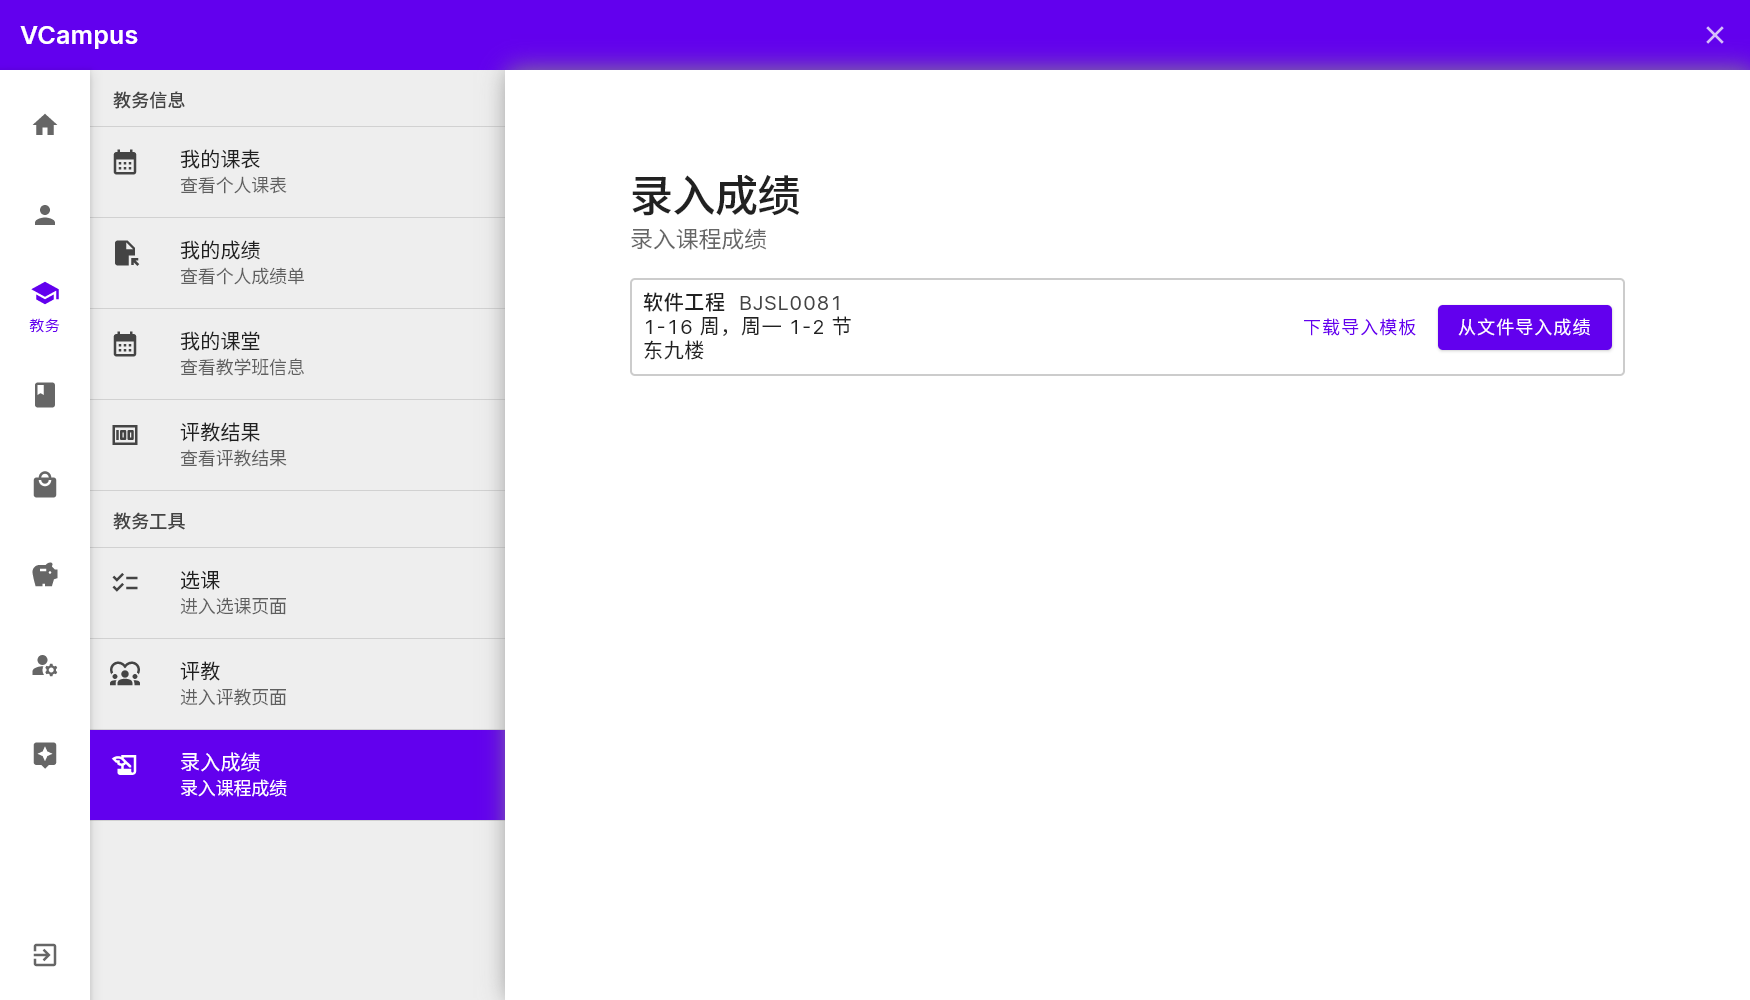 VCampus
教务
教务信息
我的课表
查看个人课表
我的成绩
查看个人成绩单
我的课堂
查看教学班信息
评教结果
查看评教结果
教务工具
选课
进入选课页面
评教
进入评教页面
录入成绩
录入课程成绩
录入成绩
录入课程成绩
软件工程 BJSL0081
1-16 周，周一 1-2 节
东九楼
下载导入模板
从文件导入成绩